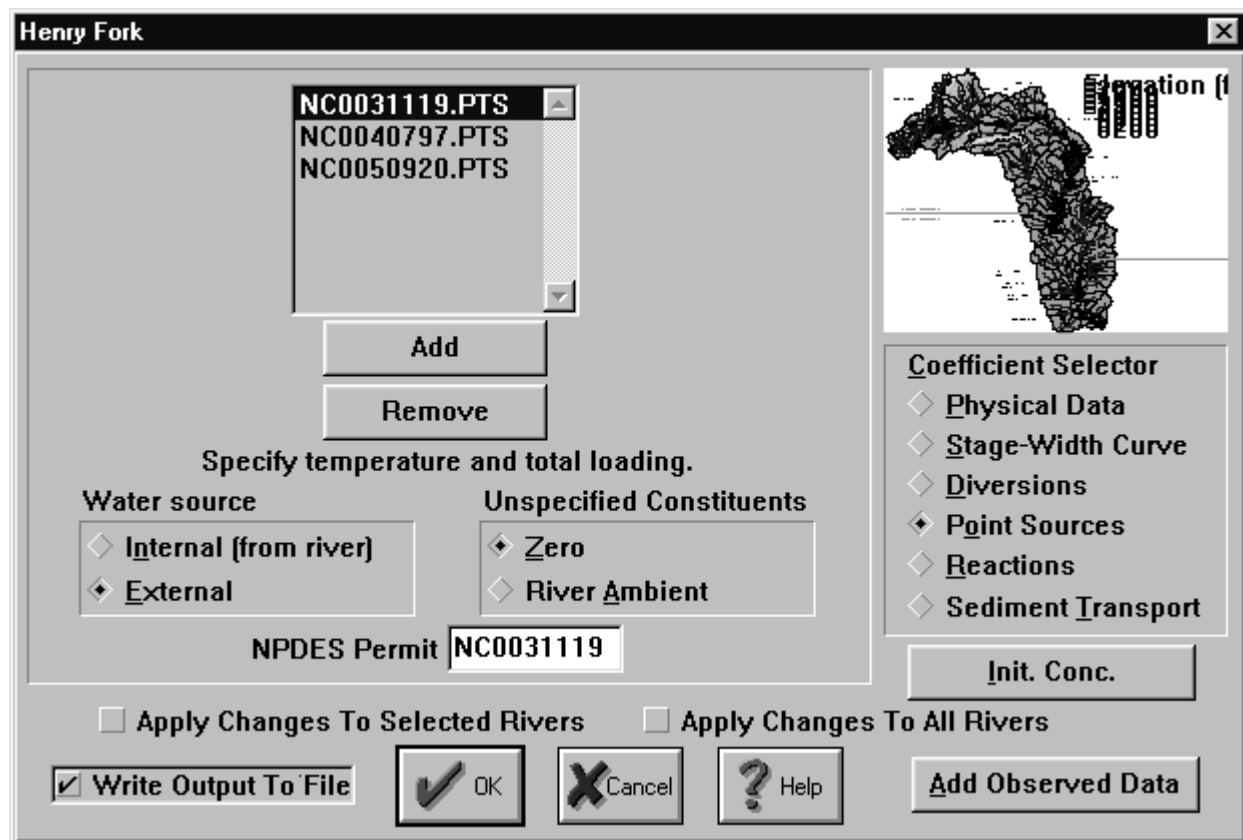 Henry Fork
NC0031119.PTS
NC0040797.PTS
NC0050920.PTS
Add
Remove
Specify temperature and total loading.
Water source
Internal (from river)
External
Unspecified Constituents
Zero
River Ambient
NPDES Permit NC0031119
Elevation (f
Coefficient Selector
Physical Data
Stage-Width Curve
Diversions
Point Sources
Reactions
Sediment Transport
Init. Conc.
Apply Changes To Selected Rivers
Apply Changes To All Rivers
Write Output To File
OK
Cancel
Help
Add Observed Data